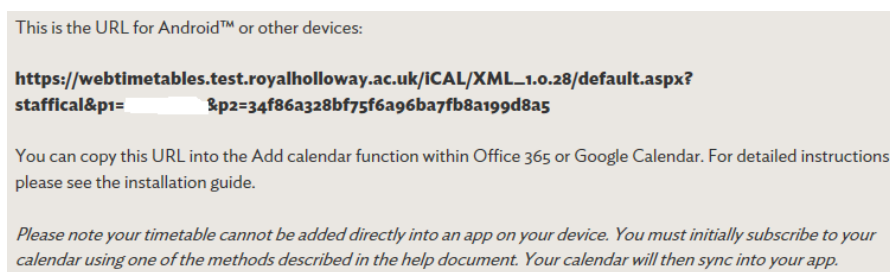 This is the URL for Android™ or other devices:
https://webtimetables.test.royalholloway.ac.uk/iCAL/XML_1.0.28/default.aspx?
staffical&p1= &p2=34f86a328bf75f6a96ba7fb8a199d8a5
You can copy this URL into the Add calendar function within Office 365 or Google Calendar. For detailed instructions
please see the installation guide.
Please note your timetable cannot be added directly into an app on your device. You must initially subscribe to your
calendar using one of the methods described in the help document. Your calendar will then sync into your app.